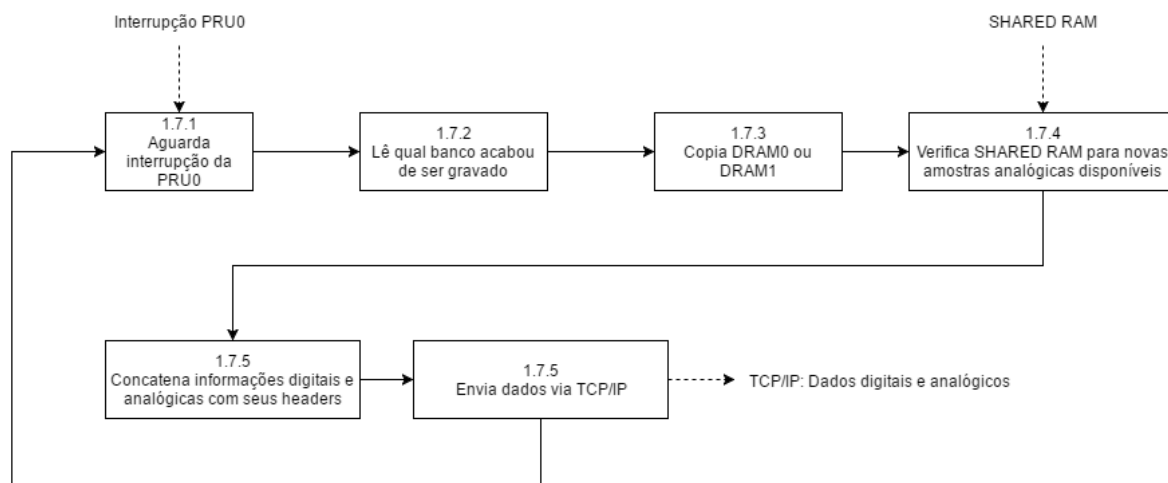 Interrupção PRU0
SHARED RAM
1.7.1
Aguarda
interrupção da
PRU0
1.7.2
Lê qual banco acabou
de ser gravado
1.7.3
Copia DRAM0 ou
DRAM1
1.7.4
Verifica SHARED RAM para novas
amostras analógicas disponíveis
1.7.5
Concatena informações digitais e
analógicas com seus headers
1.7.5
Envia dados via TCP/IP
TCP/IP: Dados digitais e analógicos